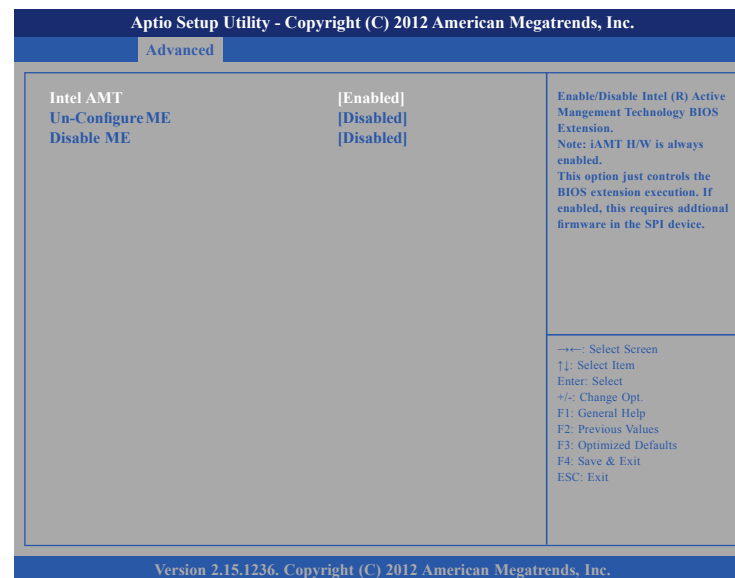 Aptio Setup Utility - Copyright (C) 2012 American Megatrends, Inc.
Advanced
Intel AMT [Enabled]
Un-Configure ME [Disabled]
Disable ME [Disabled]
Enable/Disable Intel (R) Active
Mangement Technology BIOS
Extension.
Note: iAMT H/W is always
enabled.
This option just controls the
BIOS extension execution. If
enabled, this requires addtional
firmware in the SPI device.
→←: Select Screen
↑↓: Select Item
Enter: Select
+/-: Change Opt.
F1: General Help
F2: Previous Values
F3: Optimized Defaults
F4: Save & Exit
ESC: Exit
Version 2.15.1236. Copyright (C) 2012 American Megatrends, Inc.